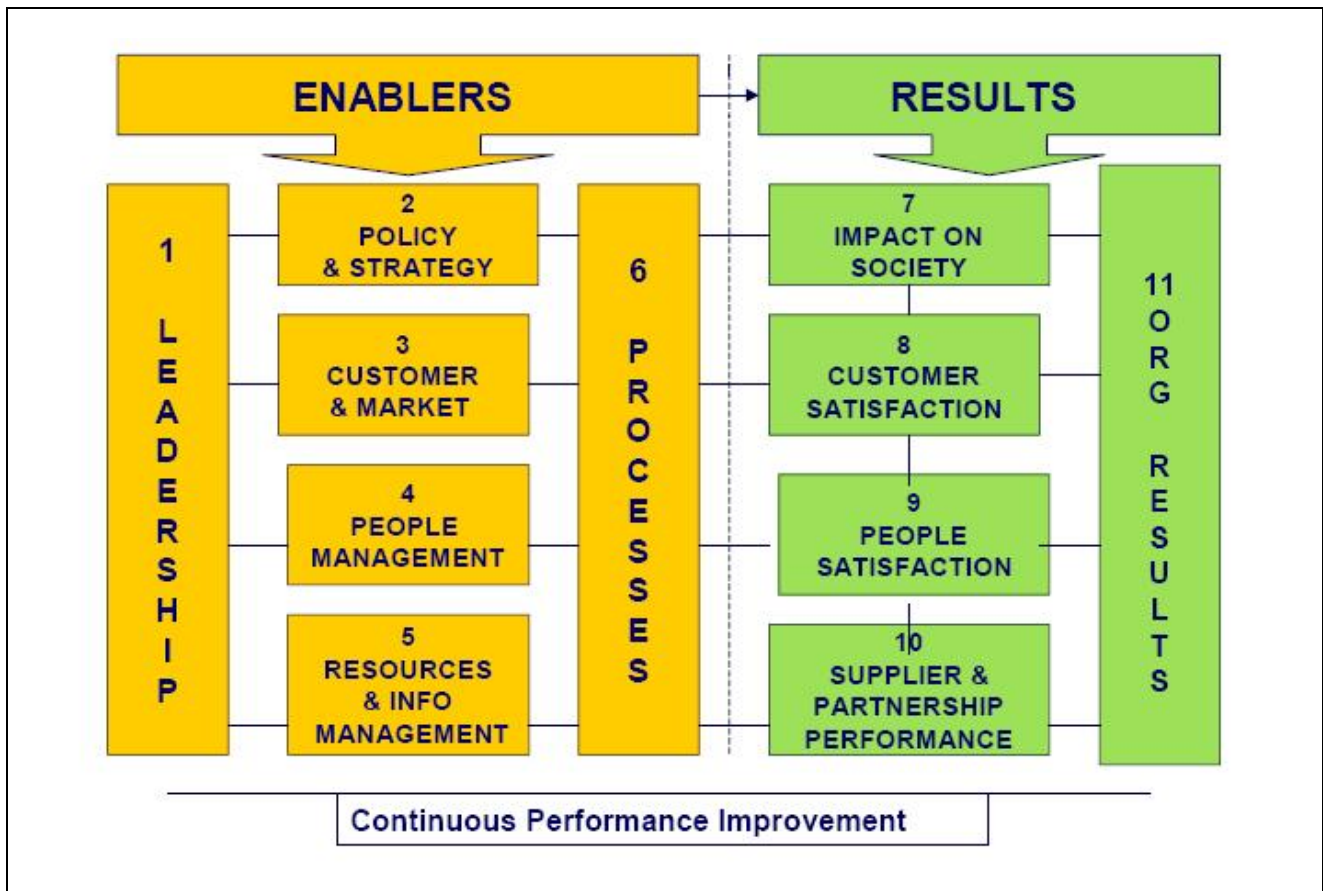 ENABLERS
RESULTS
1
L
E
A
D
E
R
S
H
I
P
2
POLICY
& STRATEGY
3
CUSTOMER
& MARKET
4
PEOPLE
MANAGEMENT
5
RESOURCES
& INFO
MANAGEMENT
6
P
R
O
C
E
S
S
E
S
7
IMPACT ON
SOCIETY
8
CUSTOMER
SATISFACTION
9
PEOPLE
SATISFACTION
10
SUPPLIER &
PARTNERSHIP
PERFORMANCE
11
O
R
G
R
E
S
U
L
T
S
Continuous Performance Improvement